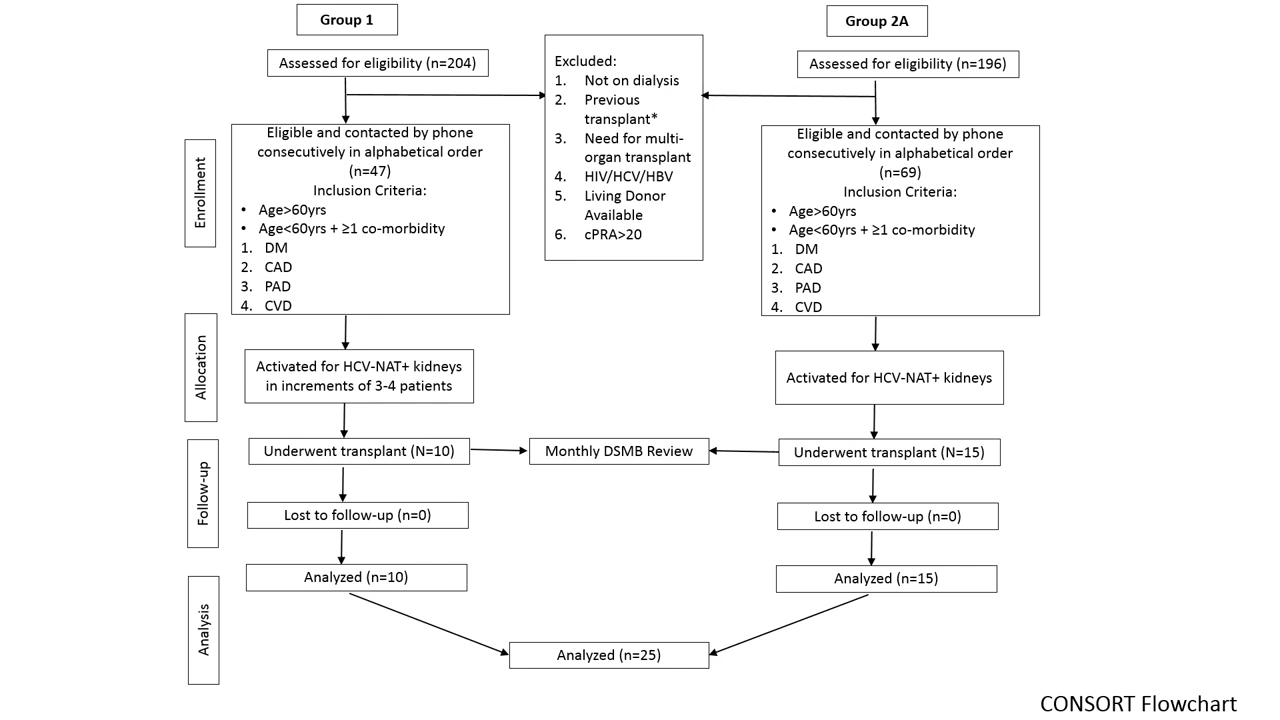 Group 1
Assessed for eligibility (n=204)
Eligible and contacted by phone
consecutively in alphabetical order
(n=47)
Inclusion Criteria:
• Age>60yrs
• Age<60yrs + ≥1 co-morbidity
1. DM
2. CAD
3. PAD
4. CVD
Activated for HCV-NAT+ kidneys
in increments of 3-4 patients
Underwent transplant (N=10)
Lost to follow-up (n=0)
Analyzed (n=10)
Excluded:
1. Not on dialysis
2. Previous
transplant*
3. Need for multi-
organ transplant
4. HIV/HCV/HBV
5. Living Donor
Available
6. cPRA>20
Monthly DSMB Review
Group 2A
Assessed for eligibility (n=196)
Eligible and contacted by phone
consecutively in alphabetical order
(n=69)
Inclusion Criteria:
• Age>60yrs
• Age<60yrs + ≥1 co-morbidity
1. DM
2. CAD
3. PAD
4. CVD
Activated for HCV-NAT+ kidneys
Underwent transplant (N=15)
Lost to follow-up (n=0)
Analyzed (n=15)
Analyzed (n=25)
Enrollment
Allocation
Follow-up
Analysis
CONSORT Flowchart